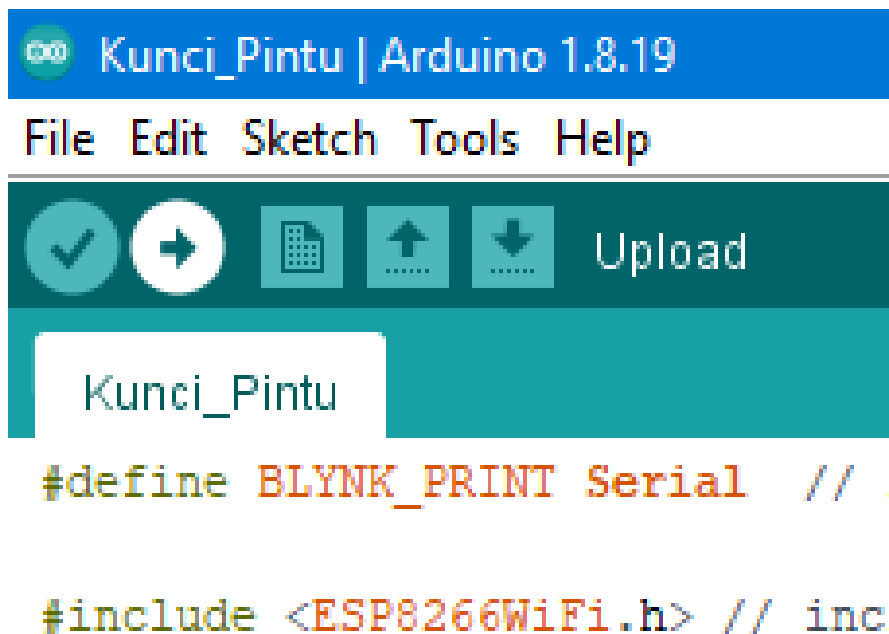 Kunci_Pintu | Arduino 1.8.19
File Edit Sketch Tools Help
Upload
Kunci_Pintu
#define BLYNK_PRINT Serial //
#include <ESP8266WiFi.h> // inc